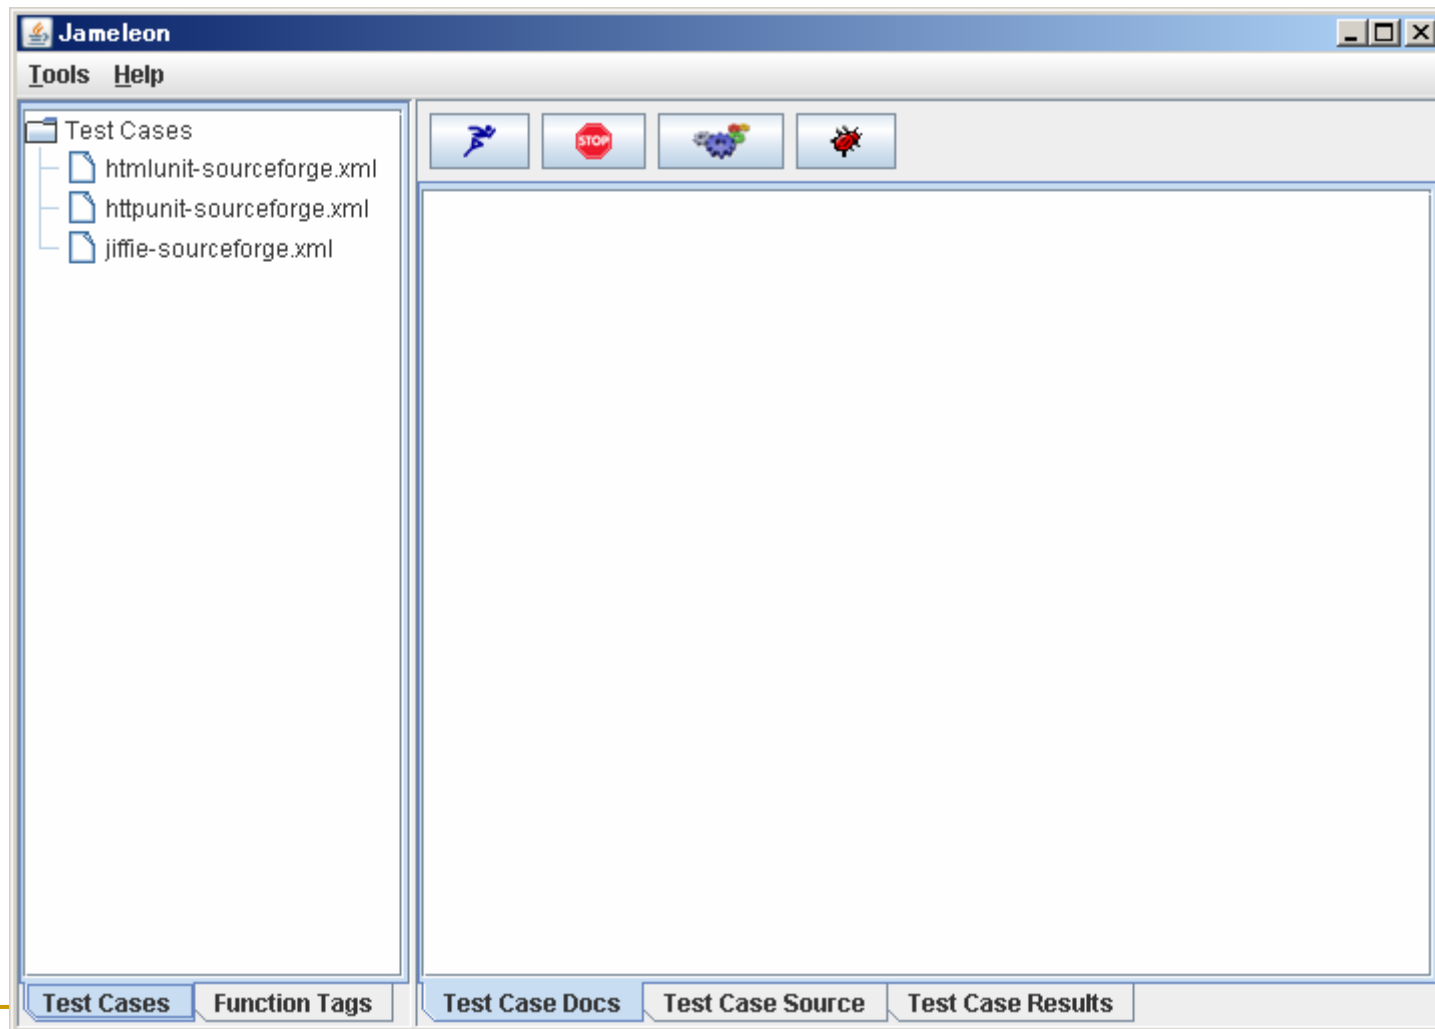 Jameleon
Tools Help
Test Cases
htmlunit-sourceforge.xml
httpunit-sourceforge.xml
jiffie-sourceforge.xml
STOP
Test Cases Function Tags Test Case Docs Test Case Source Test Case Results